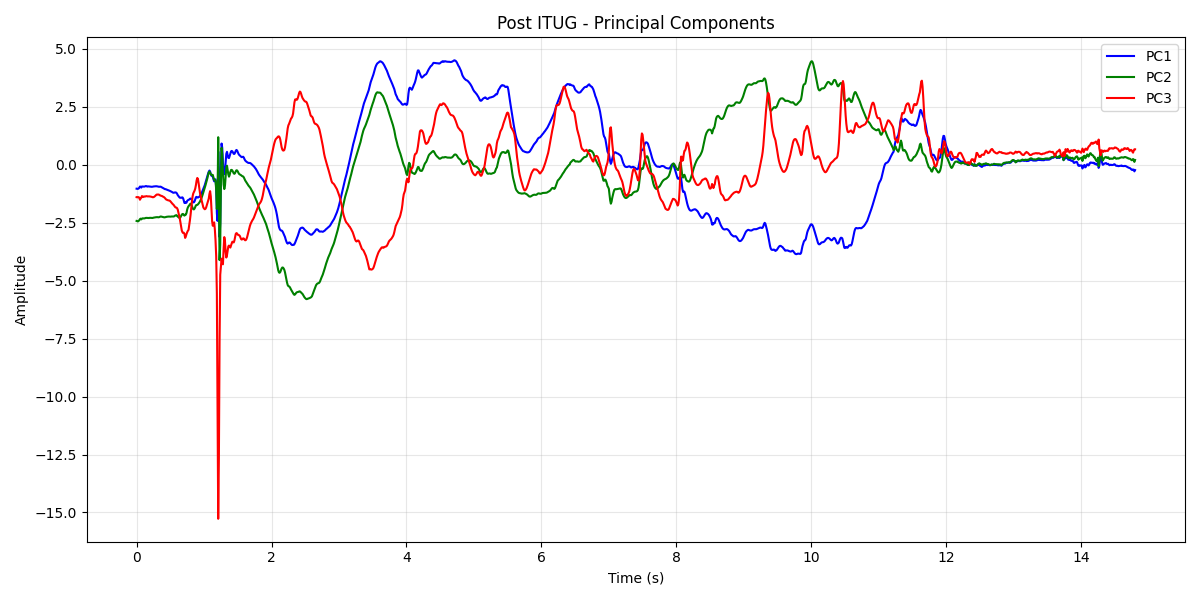 Post ITUG - Principal Components
PC1
PC2
PC3
Amplitude
5.0
2.5
0.0
−2.5
−5.0
−7.5
−10.0
−12.5
−15.0
0 2 4 6 8 10 12 14
Time (s)